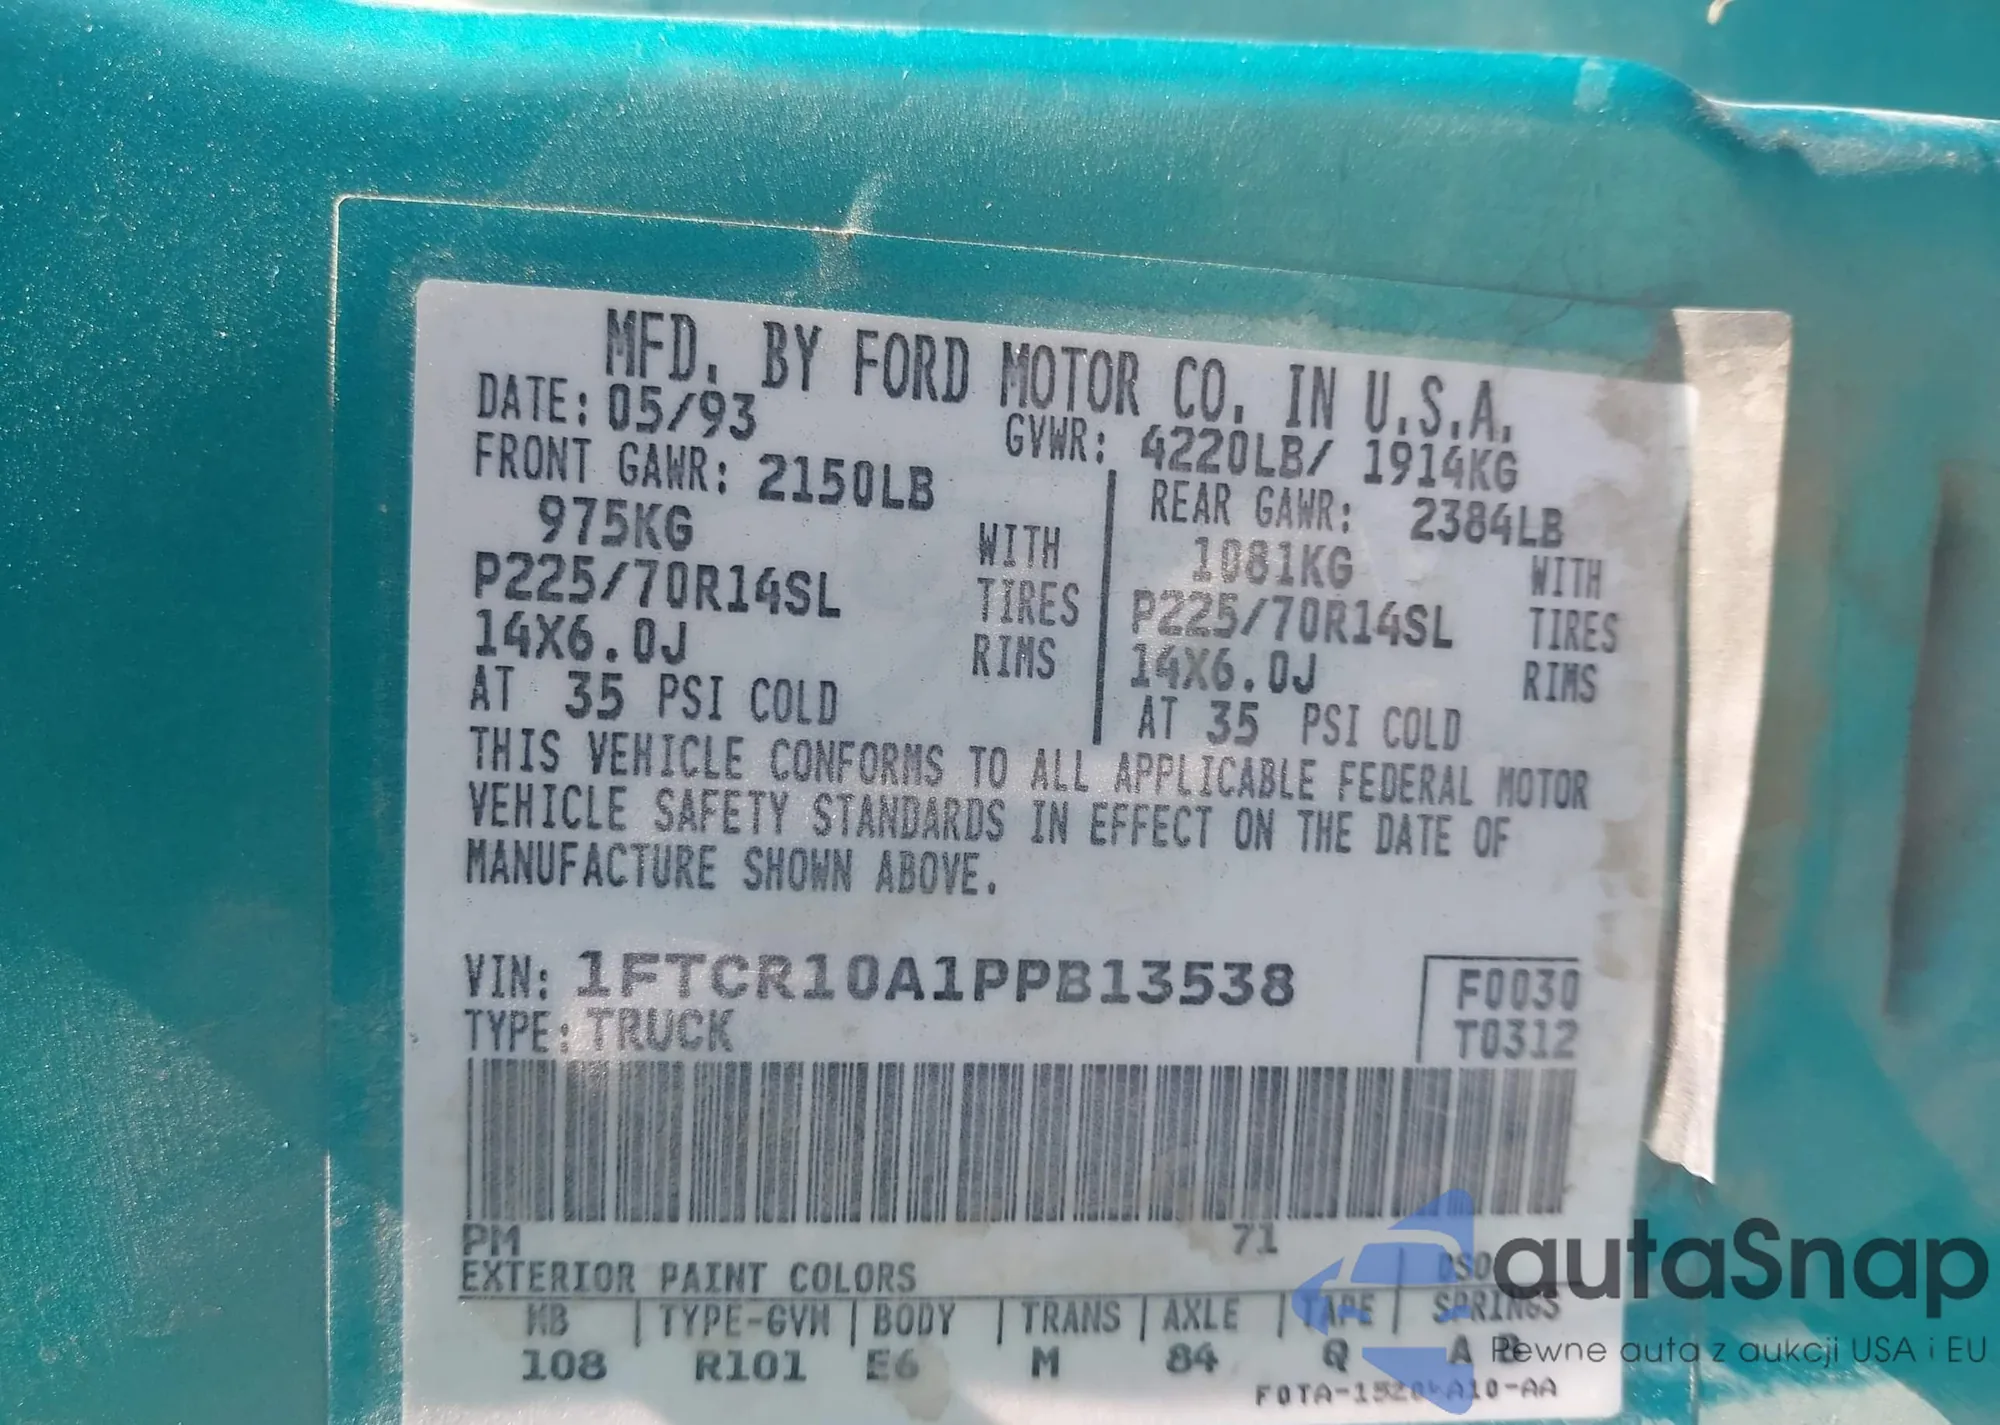 MFD. BY FORD MOTOR CO. IN U.S.A.
DATE: 05/93 GVWR: 4220LB/ 1914KG
FRONT GAWR: 2150LB REAR GAWR: 2384LB
975KG WITH 1081KG WITH
P225/70R14SL TIRES P225/70R14SL TIRES
14X6.0J RIMS 14X6.0J RIMS
AT 35 PSI COLD AT 35 PSI COLD
THIS VEHICLE CONFORMS TO ALL APPLICABLE FEDERAL MOTOR
VEHICLE SAFETY STANDARDS IN EFFECT ON THE DATE OF
MANUFACTURE SHOWN ABOVE.
VIN: 1FTCR10A1PPB13538 F0030
TYPE: TRUCK T0312
PM 71
EXTERIOR PAINT COLORS DSO
WB | TYPE-GVM | BODY | TRANS | AXLE | TAPE | SPRINGS
108 R101 E6 M 84 Q A B
autaSnap
Pewne auta z aukcji USA i EU